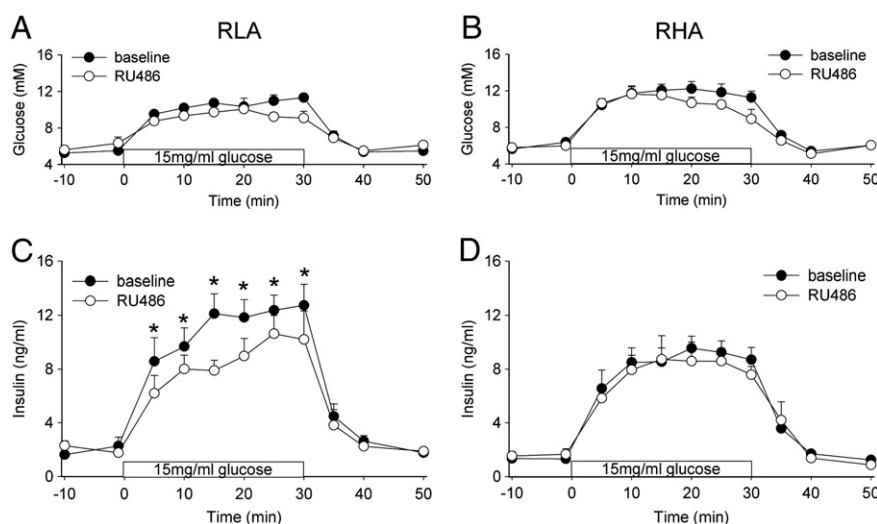 A RLA
baseline
RU486
Glucose (mM)
16
12
8
4
15mg/ml glucose
-10 0 10 20 30 40 50
Time (min)
B RHA
baseline
RU486
Glucose (mM)
16
12
8
4
15mg/ml glucose
-10 0 10 20 30 40 50
Time (min)
C
baseline
RU486
* * * * * *
Insulin (ng/ml)
16
12
8
4
0
15mg/ml glucose
-10 0 10 20 30 40 50
Time (min)
D
baseline
RU486
Insulin (ng/ml)
16
12
8
4
0
15mg/ml glucose
-10 0 10 20 30 40 50
Time (min)